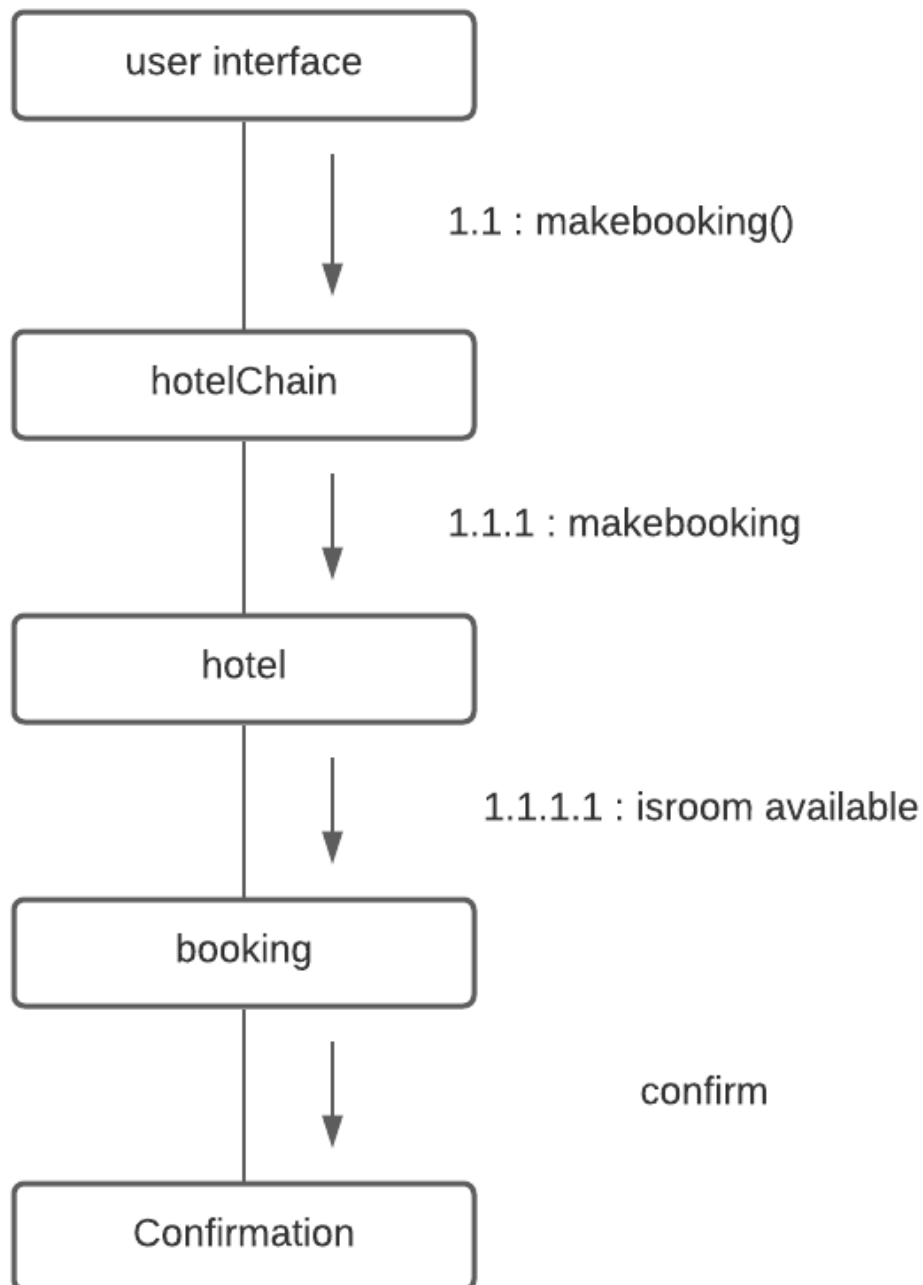 user interface
1.1 : makebooking()
hotelChain
1.1.1 : makebooking
hotel
1.1.1.1 : isroom available
booking
confirm
Confirmation